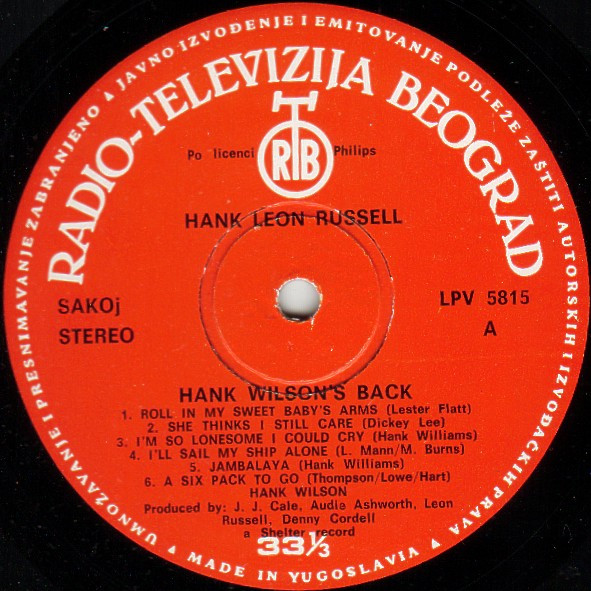 UMNOŽAVANJE I PRESNIMAVANJE ZABRANJENO ▲ JAVNO IZVOĐENJE I EMITOVANJE PODLEŽE ZAŠTITI AUTORSKIH I IZVOĐAČKIH PRAVA ▲
RADIO-TELEVIZIJA BEOGRAD
Po licenci RTB Philips
HANK LEON RUSSELL
SAKOj
STEREO
LPV 5815
A
HANK WILSON'S BACK
1. ROLL IN MY SWEET BABY'S ARMS (Lester Flatt)
2. SHE THINKS I STILL CARE (Dickey Lee)
3. I'M SO LONESOME I COULD CRY (Hank Williams)
4. I'LL SAIL MY SHIP ALONE (L. Mann/M. Burns)
5. JAMBALAYA (Hank Williams)
6. A SIX PACK TO GO (Thompson/Lowe/Hart)
HANK WILSON
Produced by: J. J. Cale, Audie Ashworth, Leon
Russell, Denny Cordell
a Shelter record
33⅓
MADE IN YUGOSLAVIA ▲